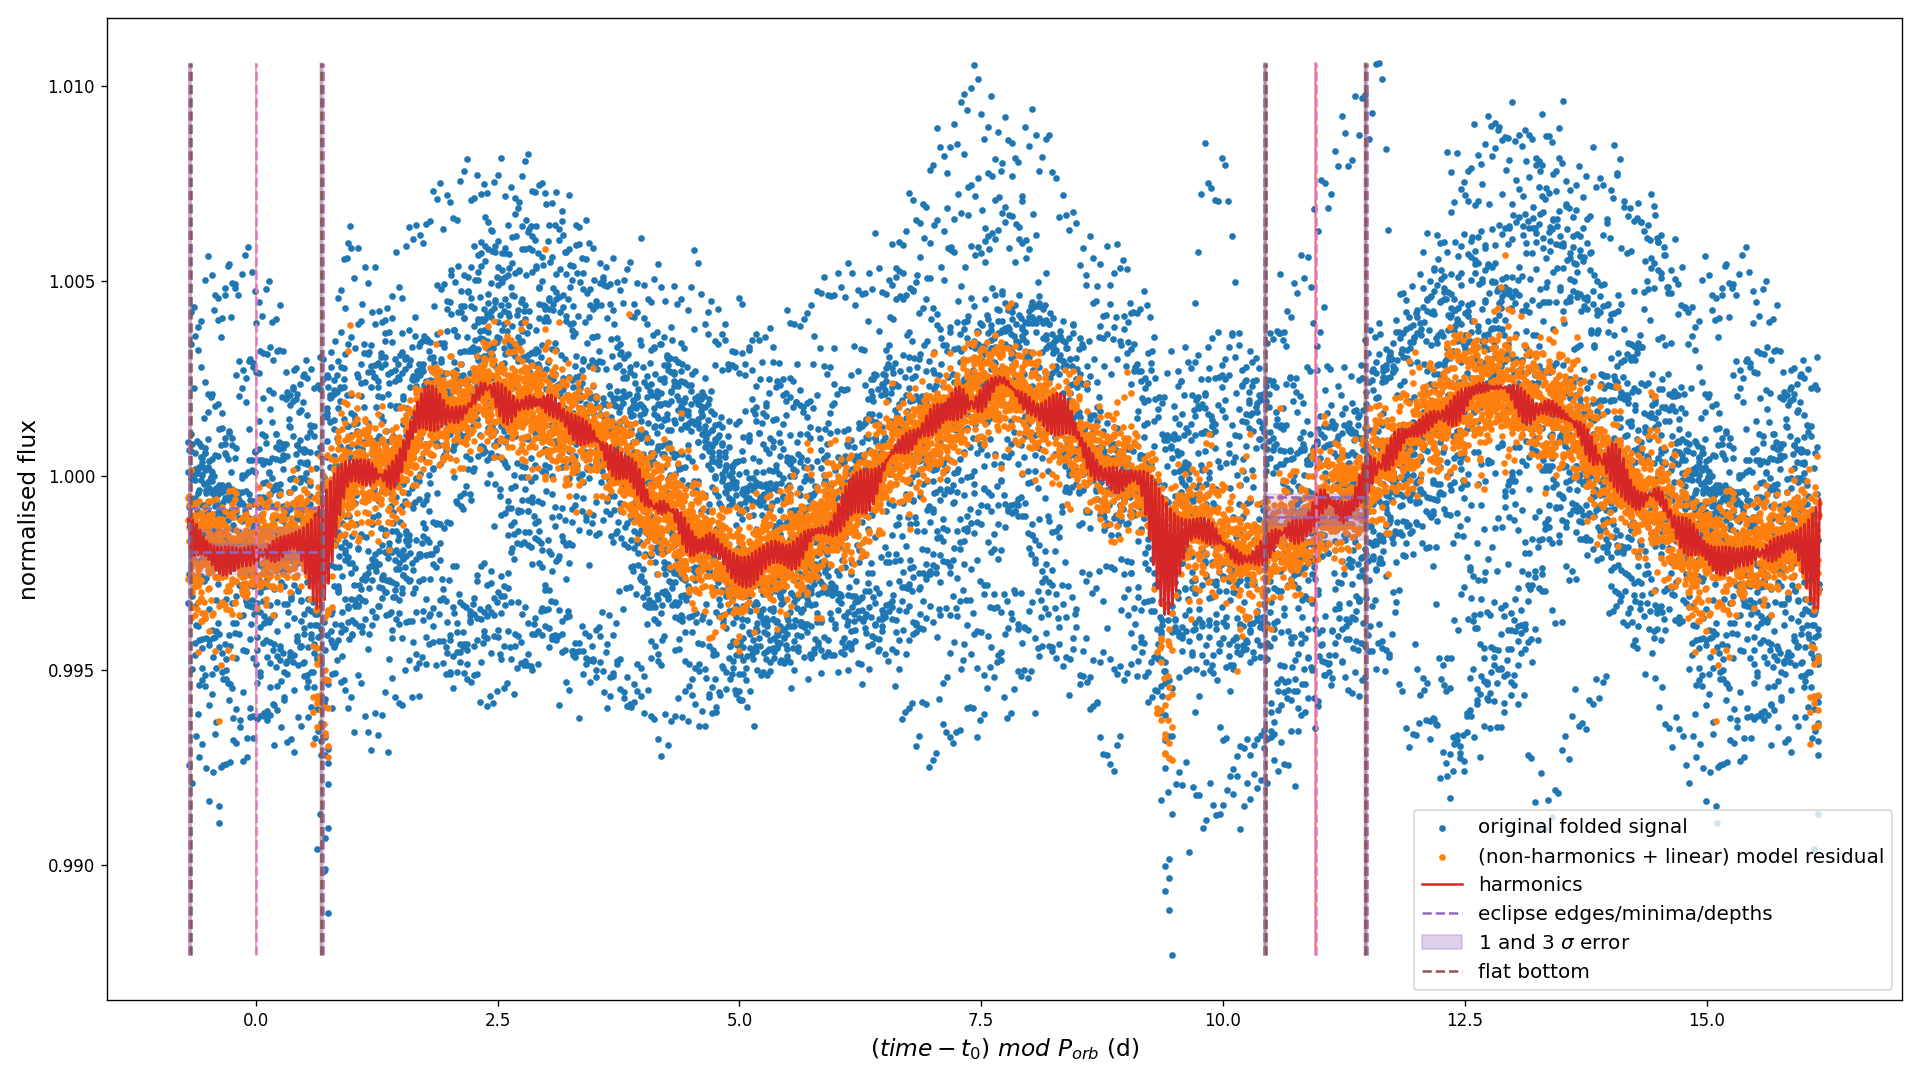 1.010
1.005
1.000
0.995
0.990
normalised flux
0.0
2.5
5.0
7.5
10.0
12.5
15.0
(time − t₀) mod Pₒᵣb (d)
original folded signal
(non-harmonics + linear) model residual
harmonics
eclipse edges/minima/depths
1 and 3 σ error
flat bottom